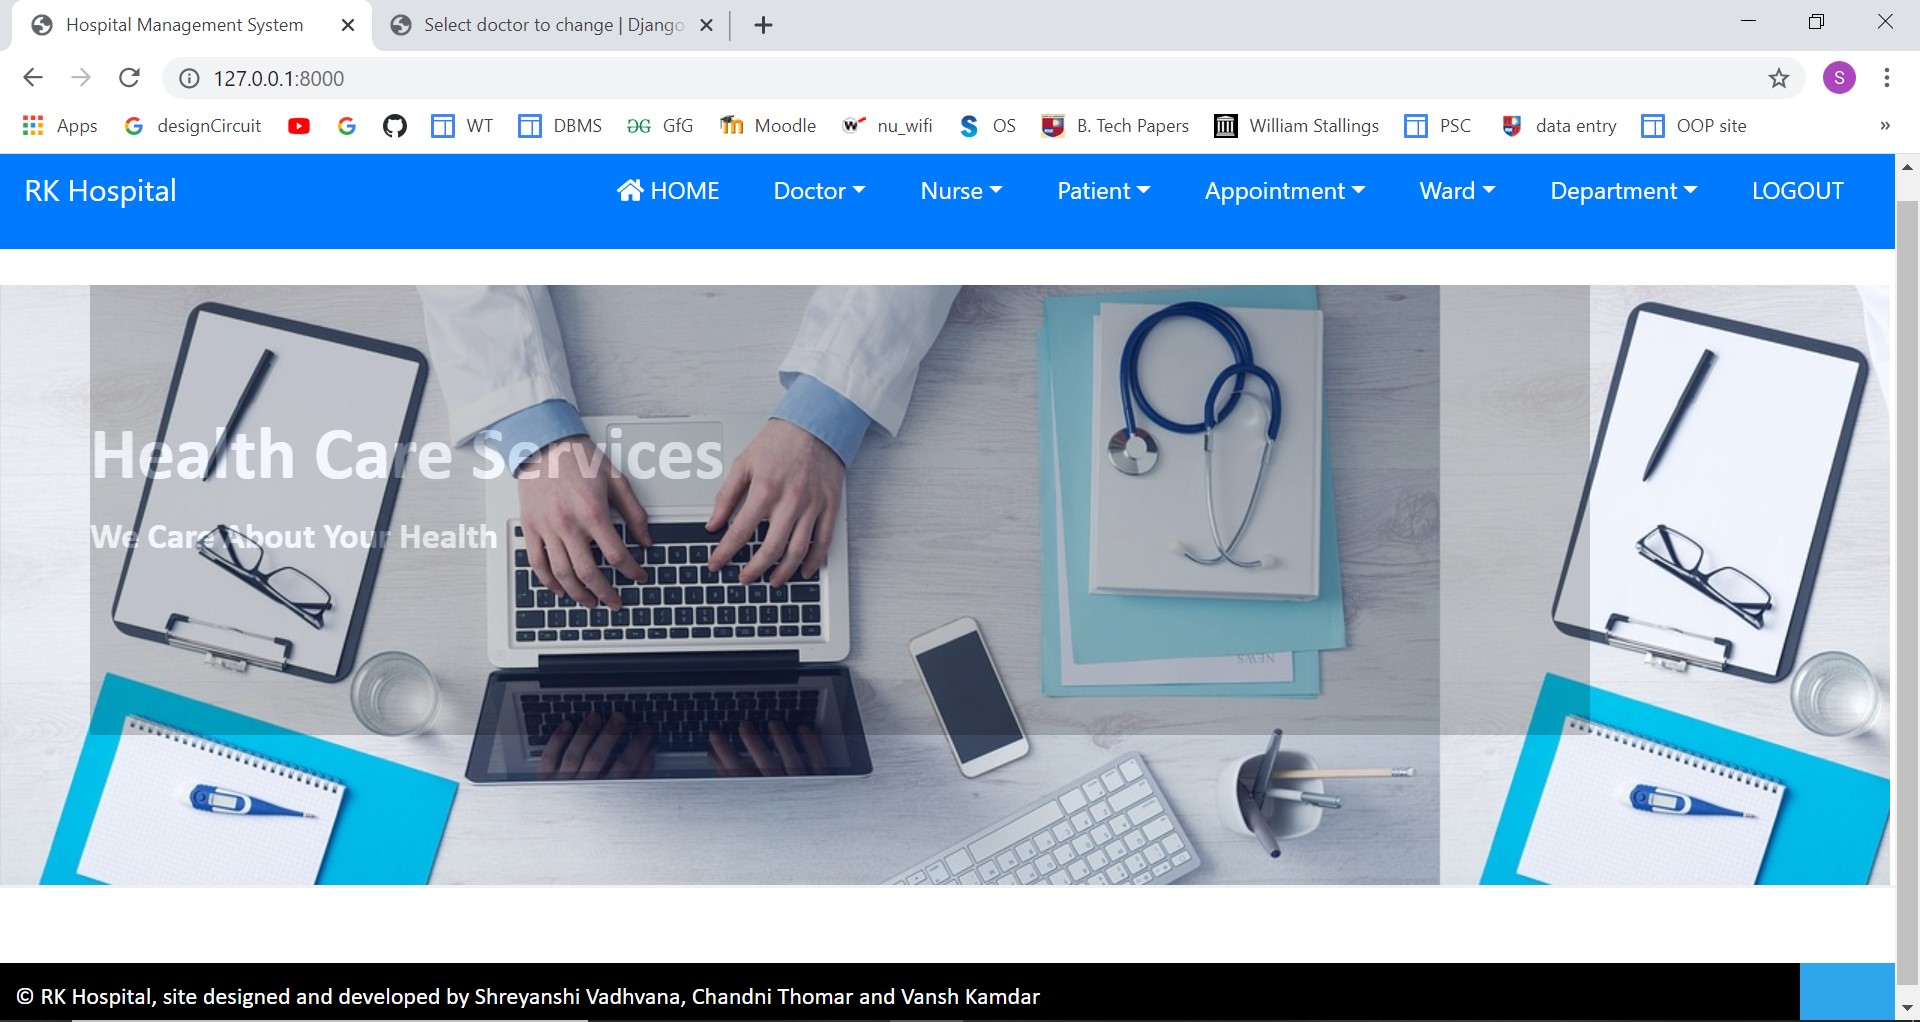 Hospital Management System
Select doctor to change | Django
127.0.0.1:8000
S
Apps designCircuit WT DBMS GfG Moodle nu_wifi OS B. Tech Papers William Stallings PSC data entry OOP site »
RK Hospital HOME Doctor Nurse Patient Appointment Ward Department LOGOUT
Health Care Services
We Care About Your Health
NEWS
© RK Hospital, site designed and developed by Shreyanshi Vadhvana, Chandni Thomar and Vansh Kamdar